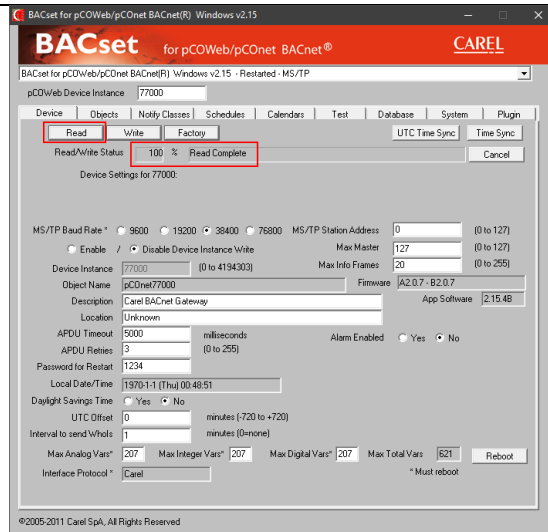 BACset for pCOWeb/pCOnet BACnet(R) Windows v2.15
BACset for pCOWeb/pCOnet BACnet® CAREL
BACset for pCOWeb/pCOnet BACnet(R) Windows v2.15 - Restarted - MS/TP
pCOWeb Device Instance 77000
Device Objects Notify Classes Schedules Calendars Test Database System Plugin
Read Write Factory UTC Time Sync Time Sync
Read/Write Status 100 % Read Complete Cancel
Device Settings for 77000:
MS/TP Baud Rate * 9600 19200 38400 76800 MS/TP Station Address 0 (0 to 127)
Enable / Disable Device Instance Write Max Master 127 (0 to 127)
Device Instance 77000 (0 to 4194303) Max Info Frames 20 (0 to 255)
Object Name pCOnet77000 Firmware A2.0.7 - B2.0.7
Description Carel BACnet Gateway App Software 2.15.4B
Location Unknown
APDU Timeout 5000 milliseconds Alarm Enabled Yes No
APDU Retries 3 (0 to 255)
Password for Restart 1234
Local Date/Time 1970-1-1 (Thu) 00:48:51
Daylight Savings Time Yes No
UTC Offset 0 minutes (-720 to +720)
Interval to send WhoIs 1 minutes (0=none)
Max Analog Vars* 207 Max Integer Vars* 207 Max Digital Vars* 207 Max Total Vars 621 Reboot
Interface Protocol * Carel * Must reboot
©2005-2011 Carel SpA, All Rights Reserved